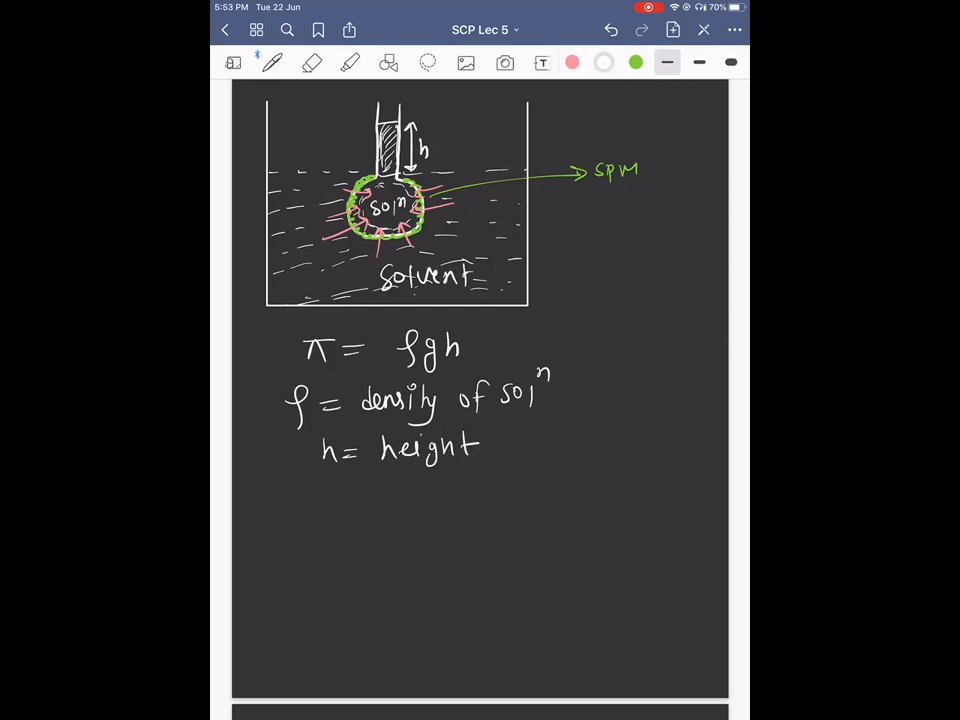 5:53 PM Tue 22 Jun 70%
SCP Lec 5
h
SPM
solⁿ
solvent
π = ρgh
ρ = density of solⁿ
h = height